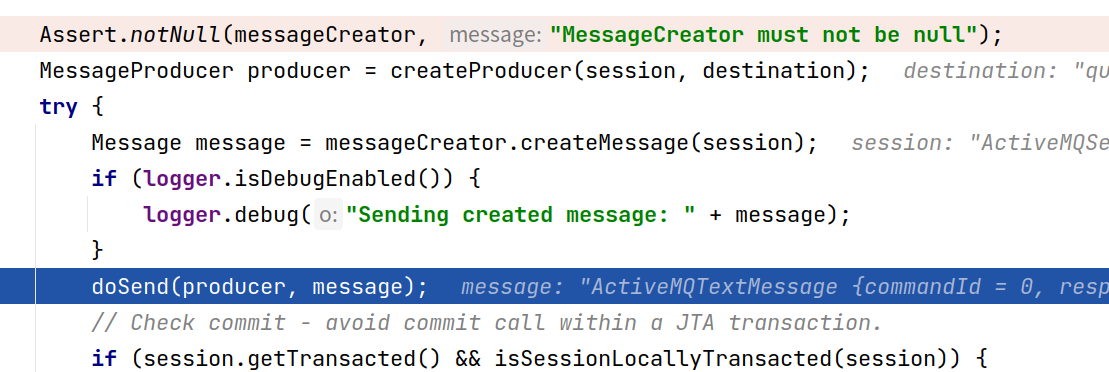 Assert.notNull(messageCreator, message: "MessageCreator must not be null");
MessageProducer producer = createProducer(session, destination); destination: "qu
try {
Message message = messageCreator.createMessage(session); session: "ActiveMQSe
if (logger.isDebugEnabled()) {
logger.debug( o: "Sending created message: " + message);
}
doSend(producer, message); message: "ActiveMQTextMessage {commandId = 0, resp
// Check commit - avoid commit call within a JTA transaction.
if (session.getTransacted() && isSessionLocallyTransacted(session)) {